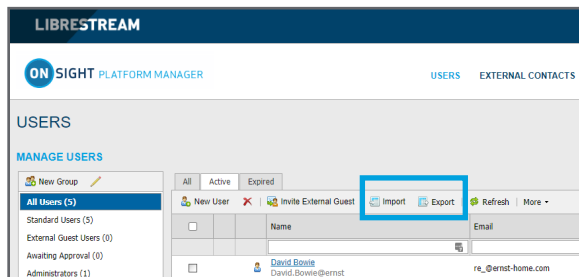 LIBRESTREAM
ON SIGHT PLATFORM MANAGER
USERS EXTERNAL CONTACTS
USERS
MANAGE USERS
New Group
All Active Expired
All Users (5)
New User Invite External Guest Import Export Refresh More
Standard Users (5)
Name Email
External Guest Users (0)
Awaiting Approval (0)
David Bowie
Administrators (1)
David.Bowie@ernst re_@ernst-home.com